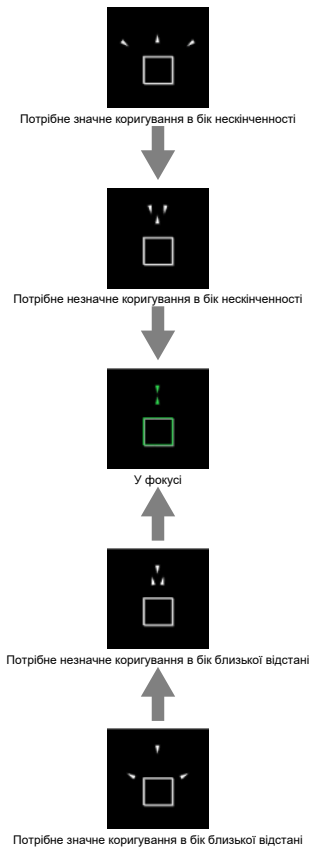 Потрібне значне коригування в бік нескінченності
Потрібне незначне коригування в бік нескінченності
У фокусі
Потрібне незначне коригування в бік близької відстані
Потрібне значне коригування в бік близької відстані